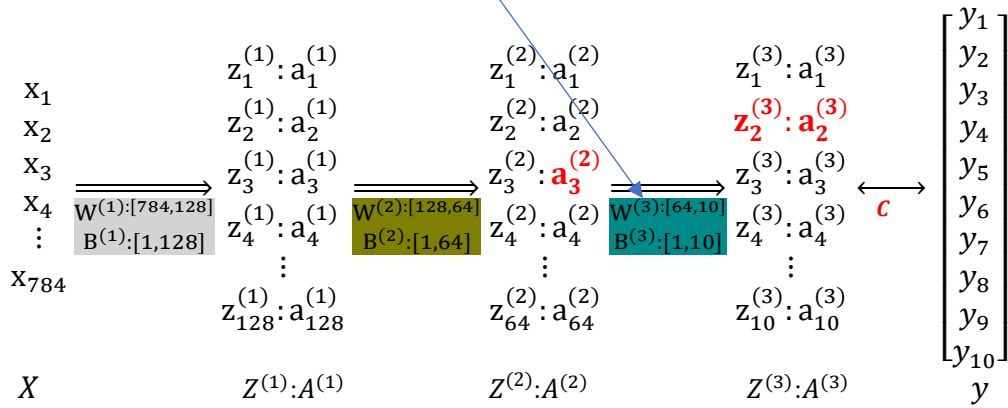 x₁
x₂
x₃
x₄
⋮
x₇₈₄
X
W⁽¹⁾:[784,128]
B⁽¹⁾:[1,128]
z₁⁽¹⁾:a₁⁽¹⁾
z₂⁽¹⁾:a₂⁽¹⁾
z₃⁽¹⁾:a₃⁽¹⁾
z₄⁽¹⁾:a₄⁽¹⁾
⋮
z₁₂₈⁽¹⁾:a₁₂₈⁽¹⁾
Z⁽¹⁾:A⁽¹⁾
W⁽²⁾:[128,64]
B⁽²⁾:[1,64]
z₁⁽²⁾:a₁⁽²⁾
z₂⁽²⁾:a₂⁽²⁾
z₃⁽²⁾:a₃⁽²⁾
z₄⁽²⁾:a₄⁽²⁾
⋮
z₆₄⁽²⁾:a₆₄⁽²⁾
Z⁽²⁾:A⁽²⁾
W⁽³⁾:[64,10]
B⁽³⁾:[1,10]
z₁⁽³⁾:a₁⁽³⁾
z₂⁽³⁾:a₂⁽³⁾
z₃⁽³⁾:a₃⁽³⁾
z₄⁽³⁾:a₄⁽³⁾
⋮
z₁₀⁽³⁾:a₁₀⁽³⁾
Z⁽³⁾:A⁽³⁾
C
y₁
y₂
y₃
y₄
y₅
y₆
y₇
y₈
y₉
y₁₀
y